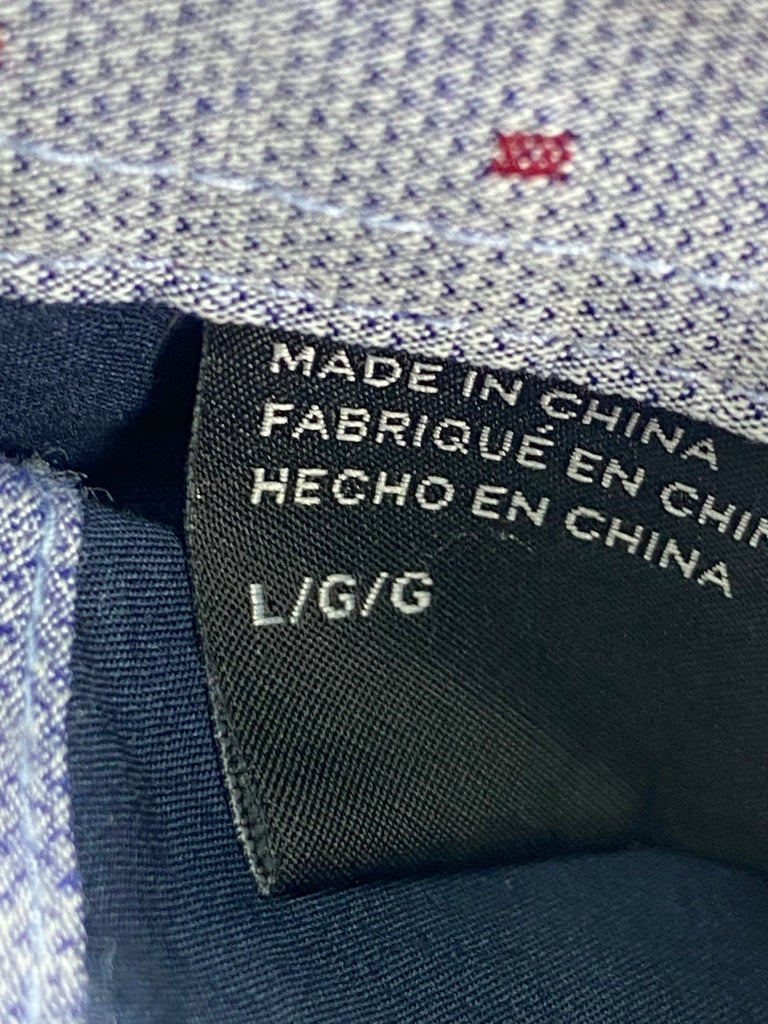 MADE IN CHINA
FABRIQUÉ EN CHIN
HECHO EN CHINA
L/G/G